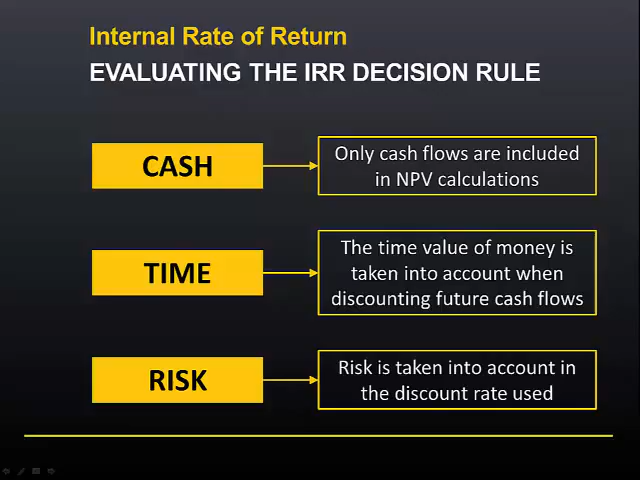 Internal Rate of Return
EVALUATING THE IRR DECISION RULE
CASH
Only cash flows are included
in NPV calculations
TIME
The time value of money is
taken into account when
discounting future cash flows
RISK
Risk is taken into account in
the discount rate used